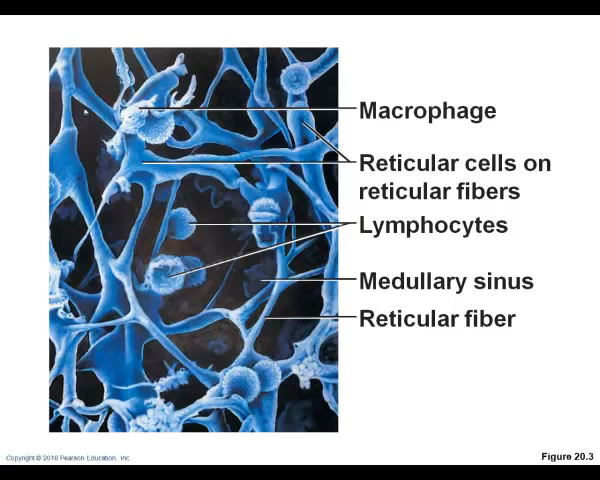 Macrophage
Reticular cells on
reticular fibers
Lymphocytes
Medullary sinus
Reticular fiber
Copyright © 2010 Pearson Education, Inc.
Figure 20.3